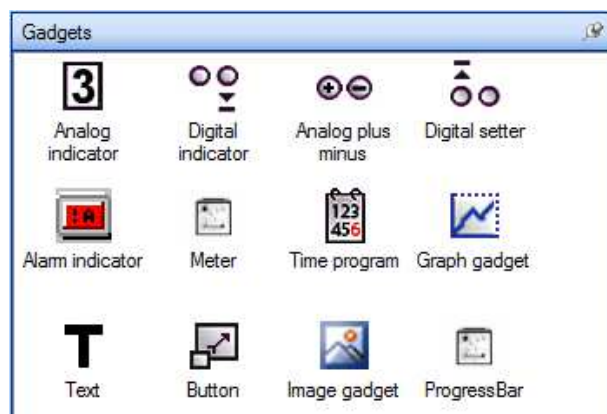 Gadgets
3
Analog
indicator
Digital
indicator
Analog plus
minus
Digital setter
!A
Alarm indicator
Meter
123
456
Time program
Graph gadget
T
Text
Button
Image gadget
ProgressBar